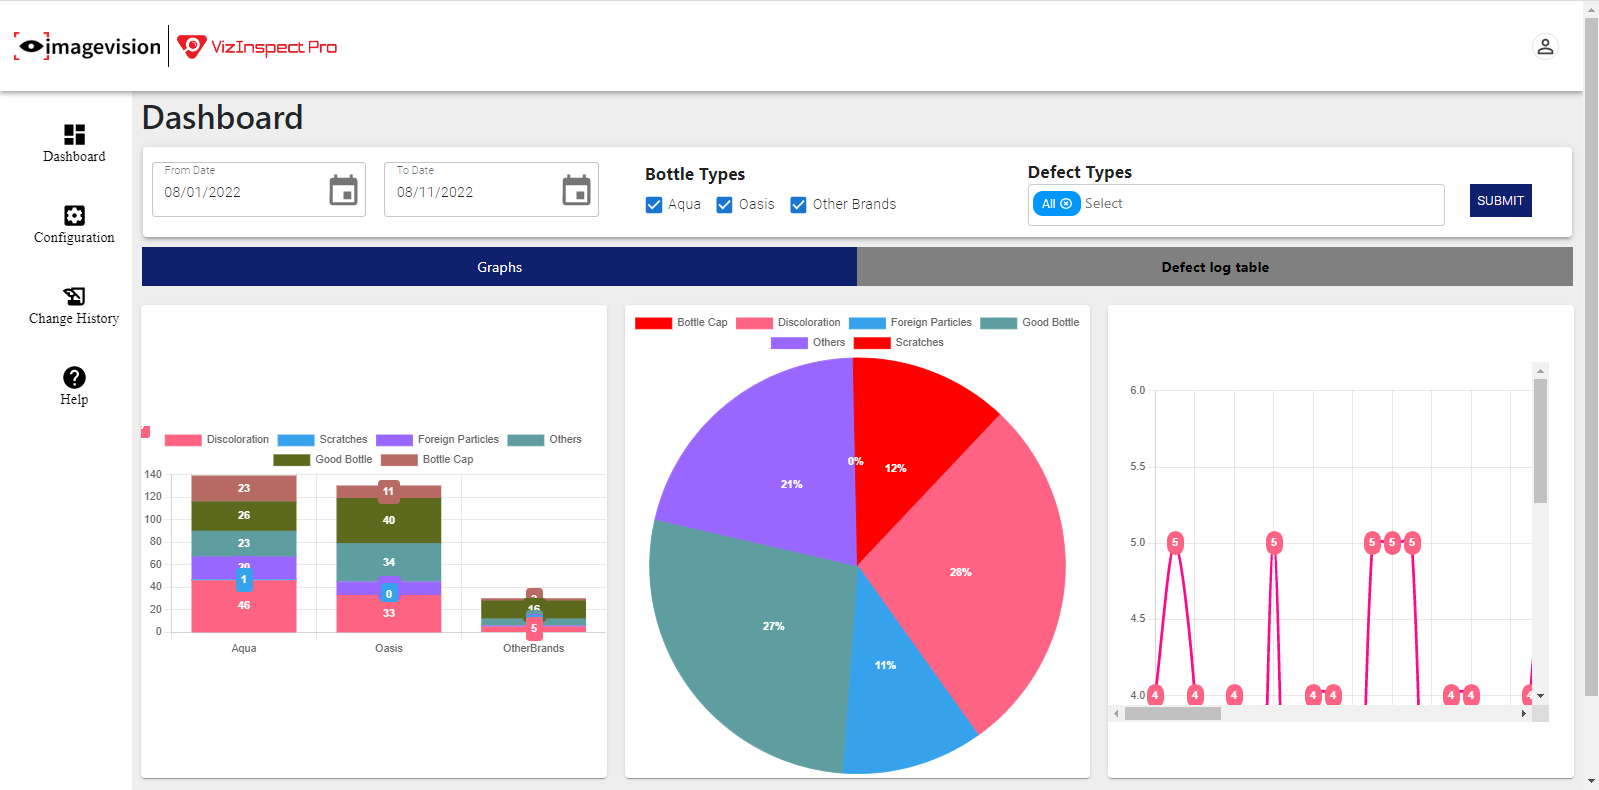 imagevision
VizInspect Pro
Dashboard
Configuration
Change History
Help
Dashboard
From Date
08/01/2022
To Date
08/11/2022
Bottle Types
Aqua
Oasis
Other Brands
Defect Types
All
Select
SUBMIT
Graphs
Defect log table
Discoloration Scratches Foreign Particles Others
Good Bottle Bottle Cap
140
120
100
80
60
40
20
0
23
26
23
20
1
46
11
40
34
0
33
16
5
Aqua
Oasis
OtherBrands
Bottle Cap Discoloration Foreign Particles Good Bottle
Others Scratches
0%
12%
21%
28%
27%
11%
6.0
5.5
5.0
4.5
4.0
5 5 5 5 5
4 4 4 4 4 4 4 4